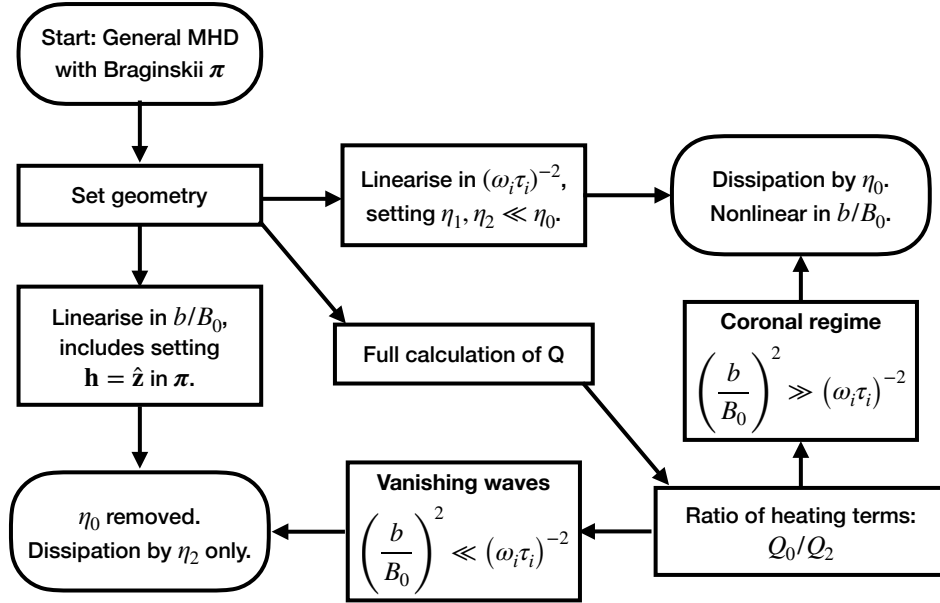 Start: General MHD
with Braginskii π
Set geometry
Linearise in (ω_iτ_i)^{−2},
setting η_1, η_2 ≪ η_0.
Dissipation by η_0.
Nonlinear in b/B_0.
Linearise in b/B_0,
includes setting
h = ẑ in π.
Full calculation of Q
Coronal regime
(b/B_0)^2 ≫ (ω_iτ_i)^{−2}
η_0 removed.
Dissipation by η_2 only.
Vanishing waves
(b/B_0)^2 ≪ (ω_iτ_i)^{−2}
Ratio of heating terms:
Q_0/Q_2